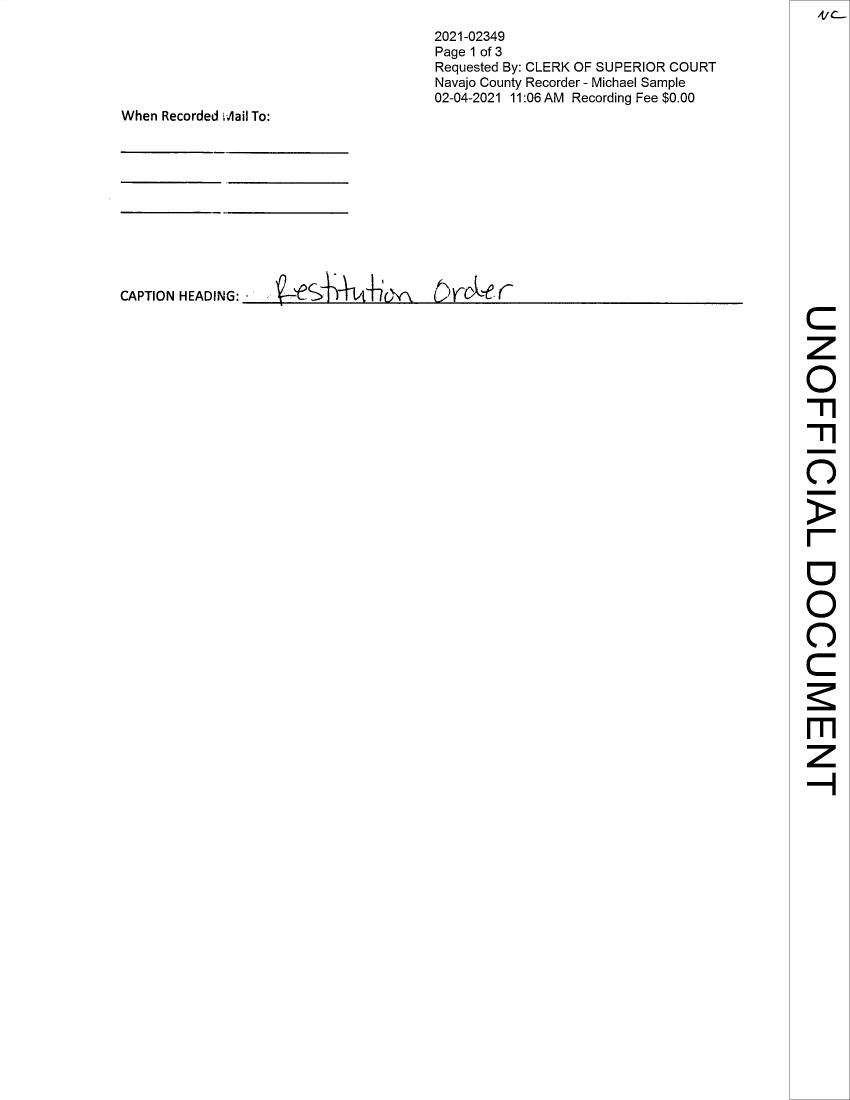 NC
2021-02349
Page 1 of 3
Requested By: CLERK OF SUPERIOR COURT
Navajo County Recorder - Michael Sample
02-04-2021 11:06 AM Recording Fee $0.00
When Recorded Mail To:
CAPTION HEADING: Restitution Order
UNOFFICIAL DOCUMENT